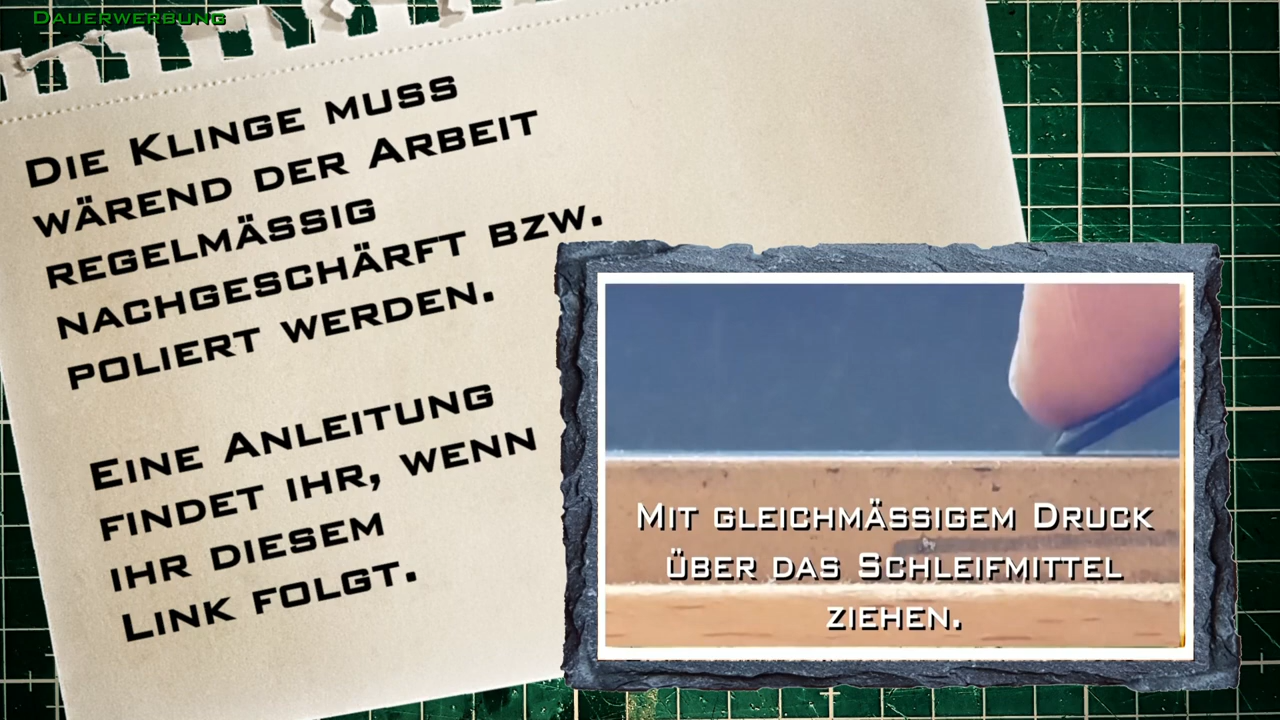 Dauerwerbung
Die Klinge muss
wärend der Arbeit
regelmässig
nachgeschärft bzw.
poliert werden.
Eine Anleitung
findet ihr, wenn
ihr diesem
Link folgt.
Mit gleichmässigem Druck
über das Schleifmittel
ziehen.